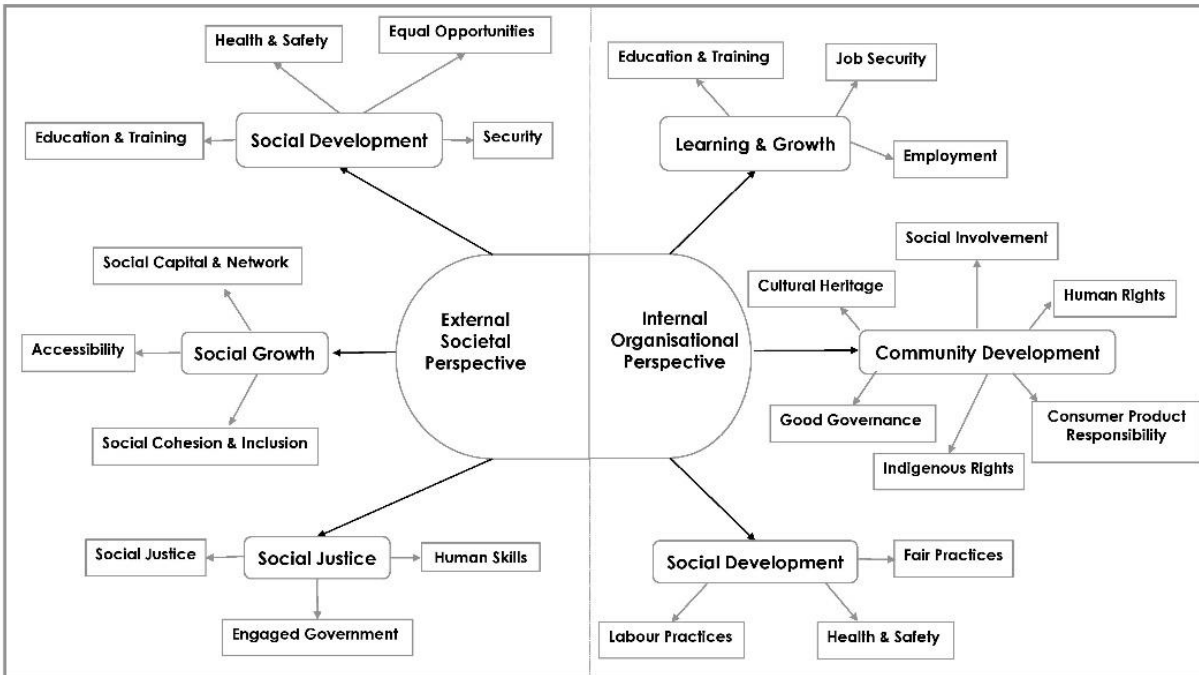 Health & Safety
Equal Opportunities
Education & Training
Social Development
Security
Social Capital & Network
Accessibility
Social Growth
Social Cohesion & Inclusion
External
Societal
Perspective
Social Justice
Social Justice
Human Skills
Engaged Government
Education & Training
Job Security
Learning & Growth
Employment
Social Involvement
Cultural Heritage
Human Rights
Internal
Organisational
Perspective
Community Development
Good Governance
Consumer Product
Responsibility
Indigenous Rights
Social Development
Fair Practices
Labour Practices
Health & Safety